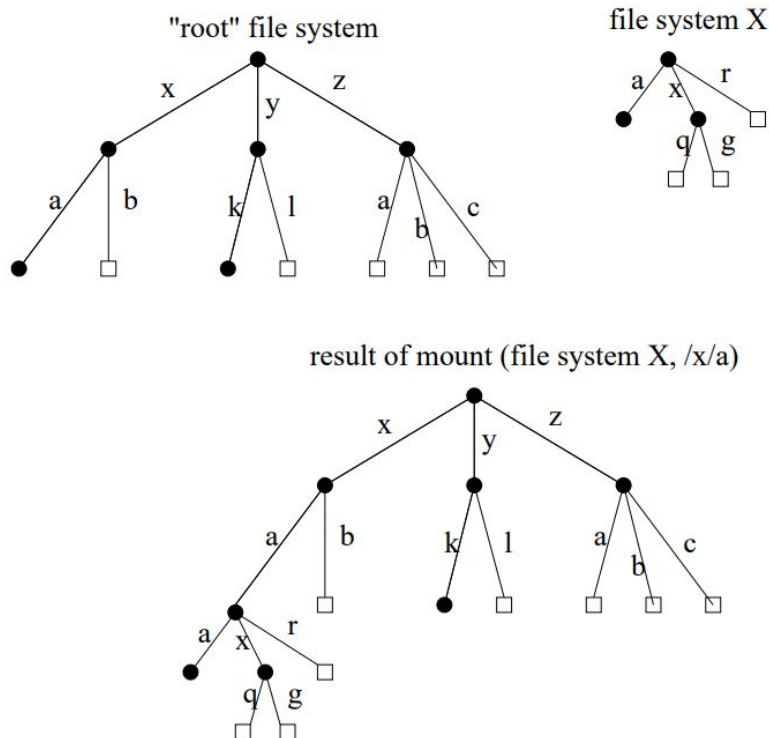 "root" file system
file system X
x
y
z
a
x
r
q
g
a
b
k
l
a
b
c
result of mount (file system X, /x/a)
x
y
z
a
b
k
l
a
b
c
a
x
r
q
g